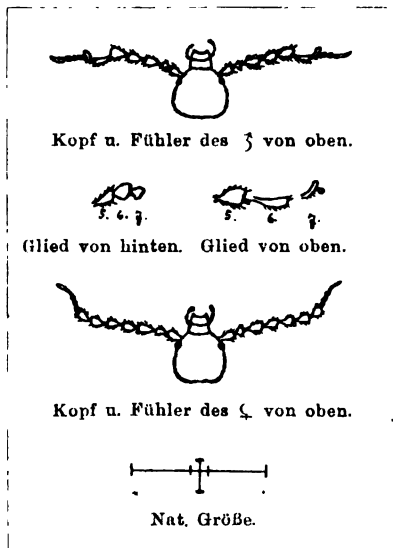 Kopf u. Fühler des ♂ von oben.
5. 6. 7. 5. 6. 7.
Glied von hinten. Glied von oben.
Kopf u. Fühler des ♀ von oben.
Nat. Größe.